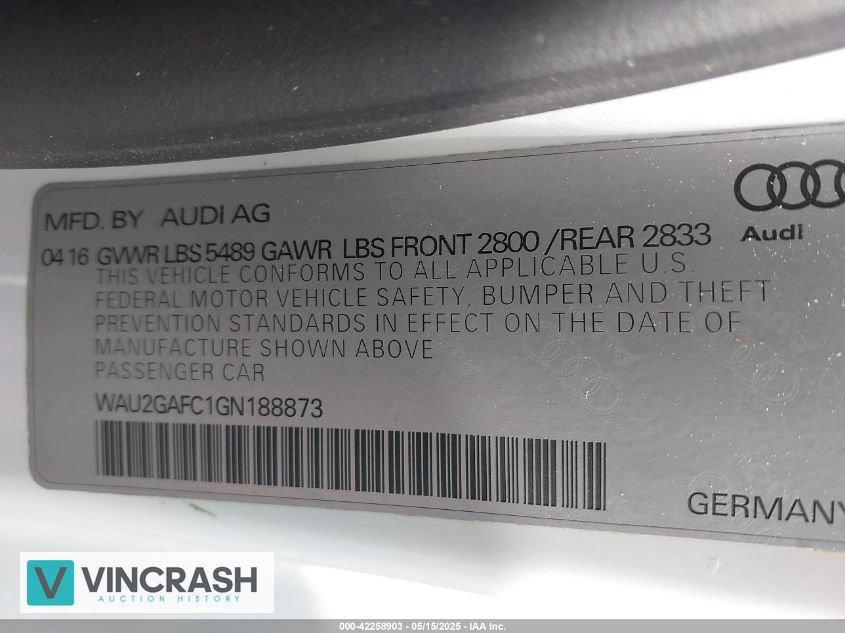 MFD. BY AUDI AG
04 16 GVWR LBS 5489 GAWR LBS FRONT 2800 /REAR 2833
Audi
THIS VEHICLE CONFORMS TO ALL APPLICABLE U.S.
FEDERAL MOTOR VEHICLE SAFETY, BUMPER AND THEFT
PREVENTION STANDARDS IN EFFECT ON THE DATE OF
MANUFACTURE SHOWN ABOVE
PASSENGER CAR
WAU2GAFC1GN188873
GERMANY
V VINCRASH
AUCTION HISTORY
000-42258903 - 05/15/2025 - IAA Inc.